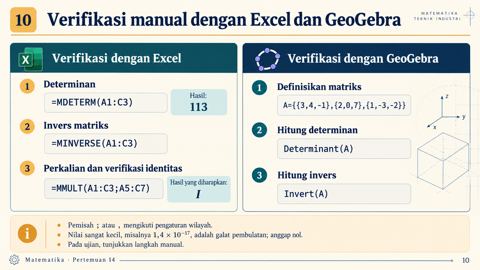 10
Verifikasi manual dengan Excel dan GeoGebra
MATEMATIKA
TEKNIK INDUSTRI
Verifikasi dengan Excel
1
Determinan
=MDETERM(A1:C3)
Hasil:
113
2
Invers matriks
=MINVERSE(A1:C3)
3
Perkalian dan verifikasi identitas
=MMULT(A1:C3;A5:C7)
Hasil yang diharapkan:
I
Verifikasi dengan GeoGebra
1
Definisikan matriks
A={{3,4,−1},{2,0,7},{1,−3,−2}}
2
Hitung determinan
Determinant(A)
3
Hitung invers
Invert(A)
z
y
x
i
• Pemisah ; atau , mengikuti pengaturan wilayah.
• Nilai sangat kecil, misalnya 1,4 × 10⁻¹⁷, adalah galat pembulatan; anggap nol.
• Pada ujian, tunjukkan langkah manual.
Matematika · Pertemuan 14
10